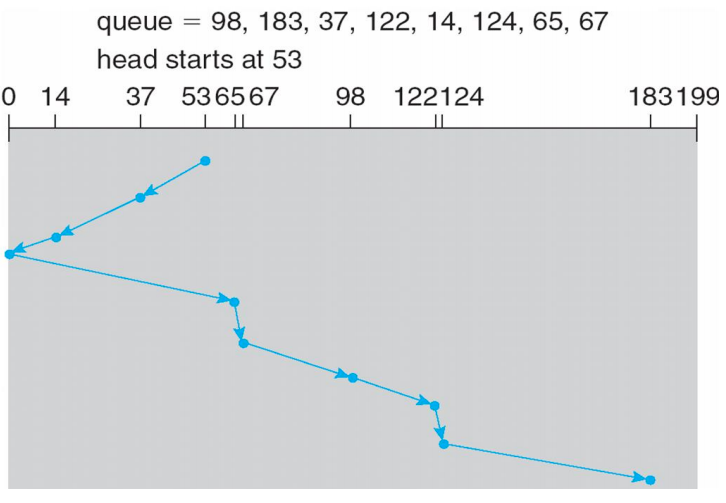 queue = 98, 183, 37, 122, 14, 124, 65, 67
head starts at 53
0 14 37 53 65 67 98 122 124 183 199